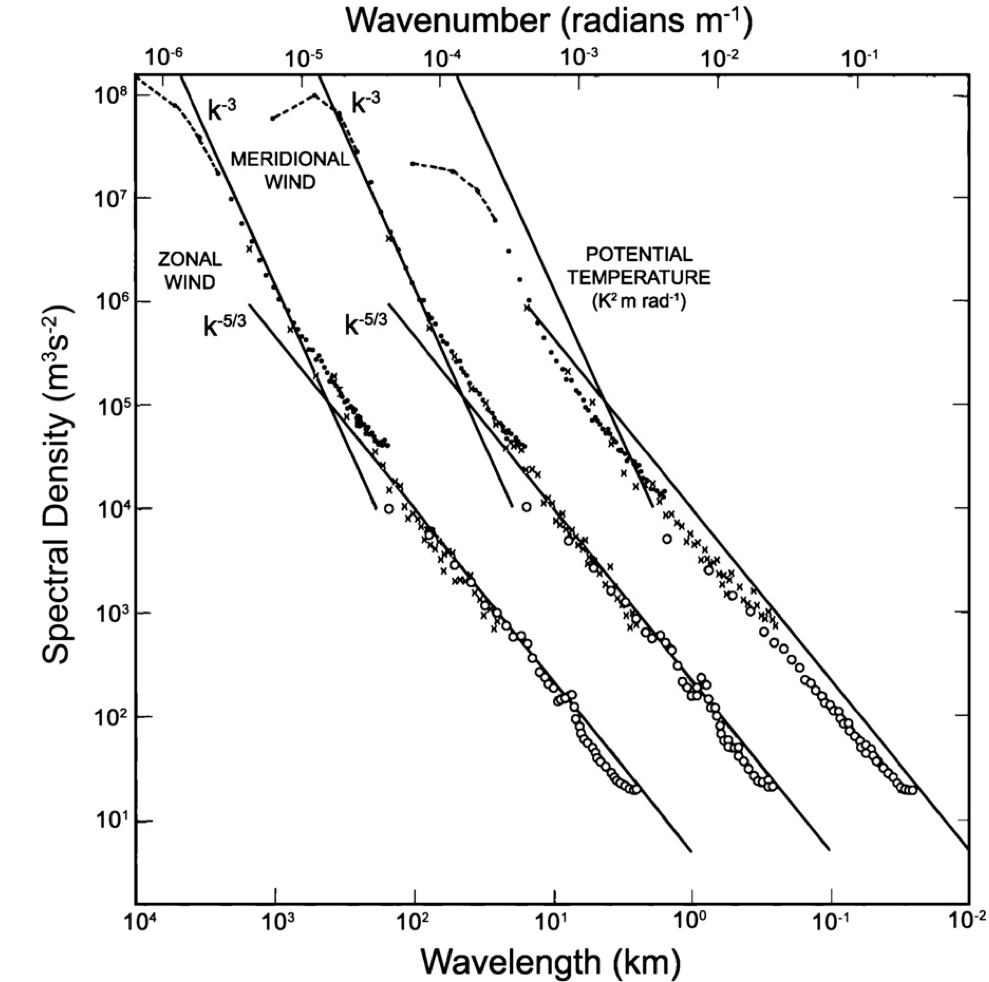 Wavenumber (radians m⁻¹)
10⁻⁶ 10⁻⁵ 10⁻⁴ 10⁻³ 10⁻² 10⁻¹
10⁸
10⁷
10⁶
10⁵
10⁴
10³
10²
10¹
Spectral Density (m³s⁻²)
k⁻³
k⁻³
MERIDIONAL
WIND
ZONAL
WIND
POTENTIAL
TEMPERATURE
(K² m rad⁻¹)
k⁻⁵/³
k⁻⁵/³
10⁴ 10³ 10² 10¹ 10⁰ 10⁻¹ 10⁻²
Wavelength (km)